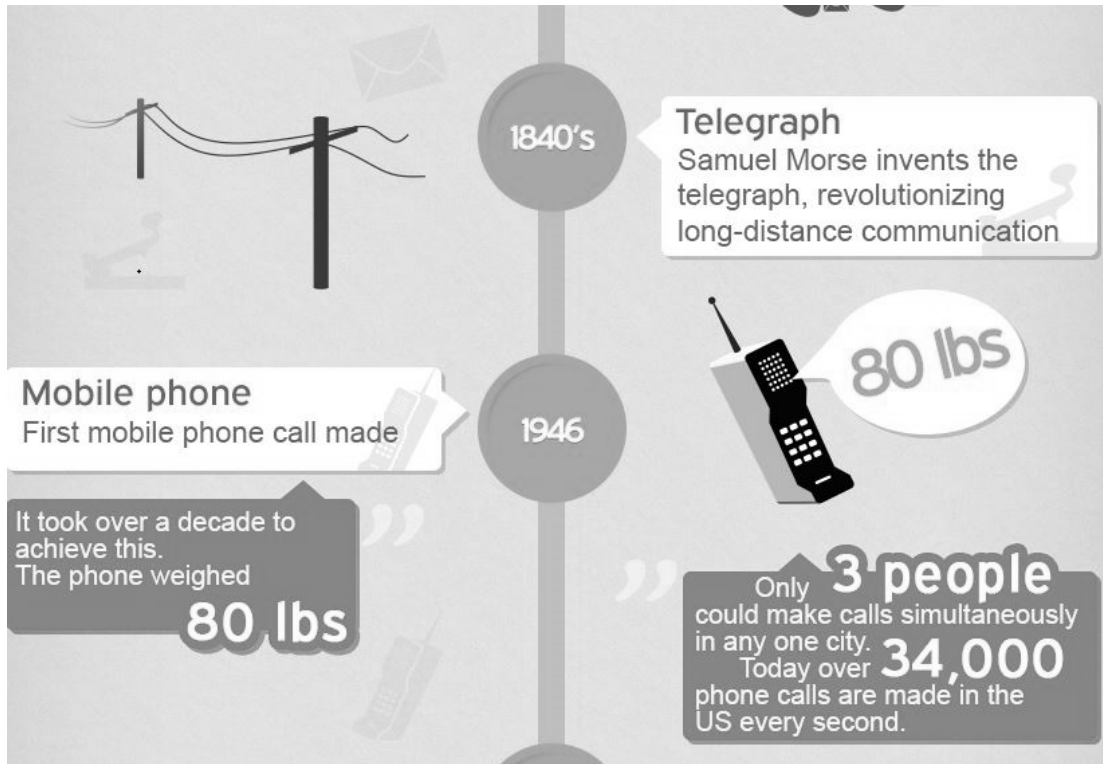 1840's
Telegraph
Samuel Morse invents the
telegraph, revolutionizing
long-distance communication
80 lbs
Mobile phone
First mobile phone call made
1946
It took over a decade to
achieve this.
The phone weighed
80 lbs
”
”
Only 3 people
could make calls simultaneously
in any one city.
Today over 34,000
phone calls are made in the
US every second.